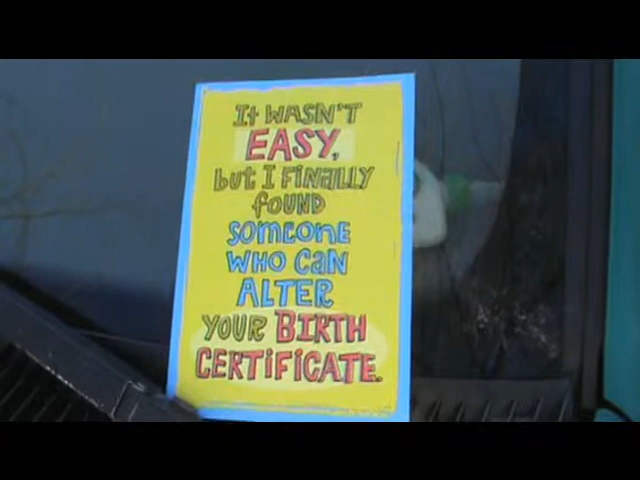 It WASN'T
EASY,
but I FiNallY
fOUND
SOmEONE
WHO CaN
ALTER
YOUR BIRTH
CERTiFiCATE.